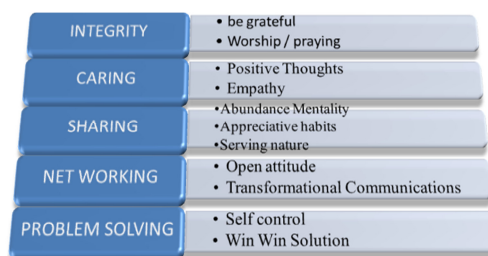 INTEGRITY
• be grateful
• Worship / praying
CARING
• Positive Thoughts
• Empathy
SHARING
•Abundance Mentality
•Appreciative habits
•Serving nature
NET WORKING
• Open attitude
• Transformational Communications
PROBLEM SOLVING
• Self control
• Win Win Solution